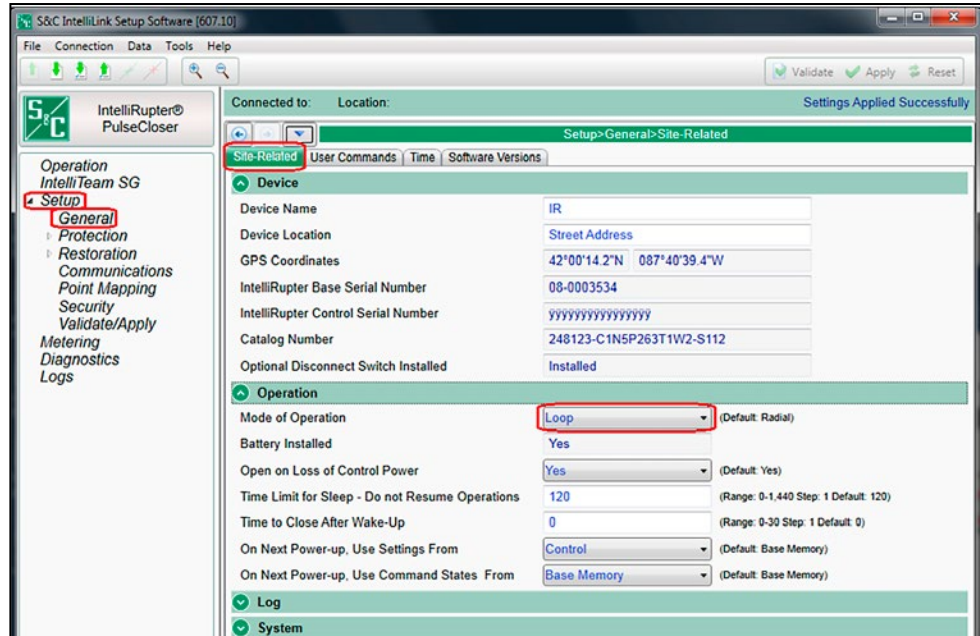 S&C IntelliLink Setup Software [607.10]
File Connection Data Tools Help
Validate Apply Reset
S&C
IntelliRupter®
PulseCloser
Connected to: Location: Settings Applied Successfully
Setup>General>Site-Related
Site-Related User Commands Time Software Versions
Operation
IntelliTeam SG
Setup
General
Protection
Restoration
Communications
Point Mapping
Security
Validate/Apply
Metering
Diagnostics
Logs
Device
Device Name IR
Device Location Street Address
GPS Coordinates 42°00'14.2"N 087°40'39.4"W
IntelliRupter Base Serial Number 08-0003534
IntelliRupter Control Serial Number ÿÿÿÿÿÿÿÿÿÿÿÿÿÿÿÿ
Catalog Number 248123-C1N5P263T1W2-S112
Optional Disconnect Switch Installed Installed
Operation
Mode of Operation Loop (Default: Radial)
Battery Installed Yes
Open on Loss of Control Power Yes (Default: Yes)
Time Limit for Sleep - Do not Resume Operations 120 (Range: 0-1,440 Step: 1 Default: 120)
Time to Close After Wake-Up 0 (Range: 0-30 Step: 1 Default: 0)
On Next Power-up, Use Settings From Control (Default: Base Memory)
On Next Power-up, Use Command States From Base Memory (Default: Base Memory)
Log
System